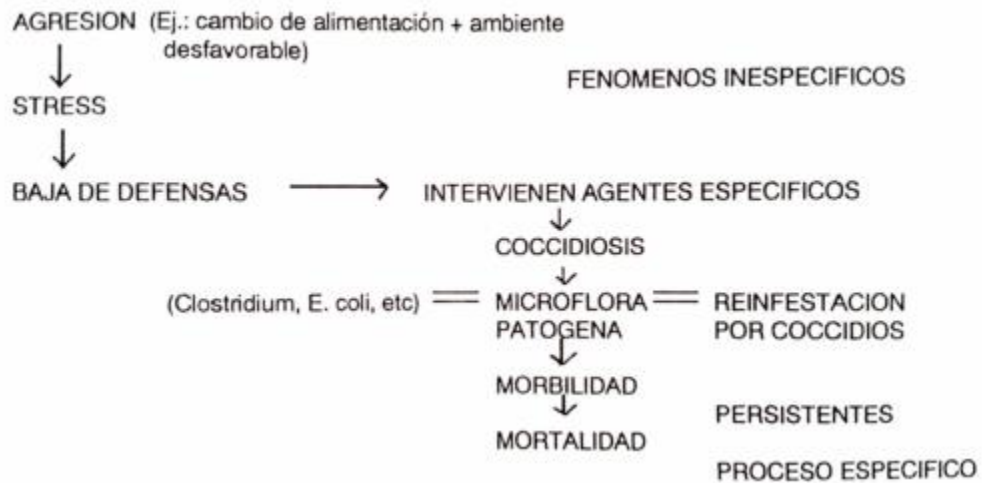 AGRESION (Ej.: cambio de alimentación + ambiente
desfavorable)
FENOMENOS INESPECIFICOS
STRESS
BAJA DE DEFENSAS
INTERVIENEN AGENTES ESPECIFICOS
COCCIDIOSIS
(Clostridium, E. coli, etc) MICROFLORA REINFESTACION
PATOGENA POR COCCIDIOS
MORBILIDAD
PERSISTENTES
MORTALIDAD
PROCESO ESPECIFICO